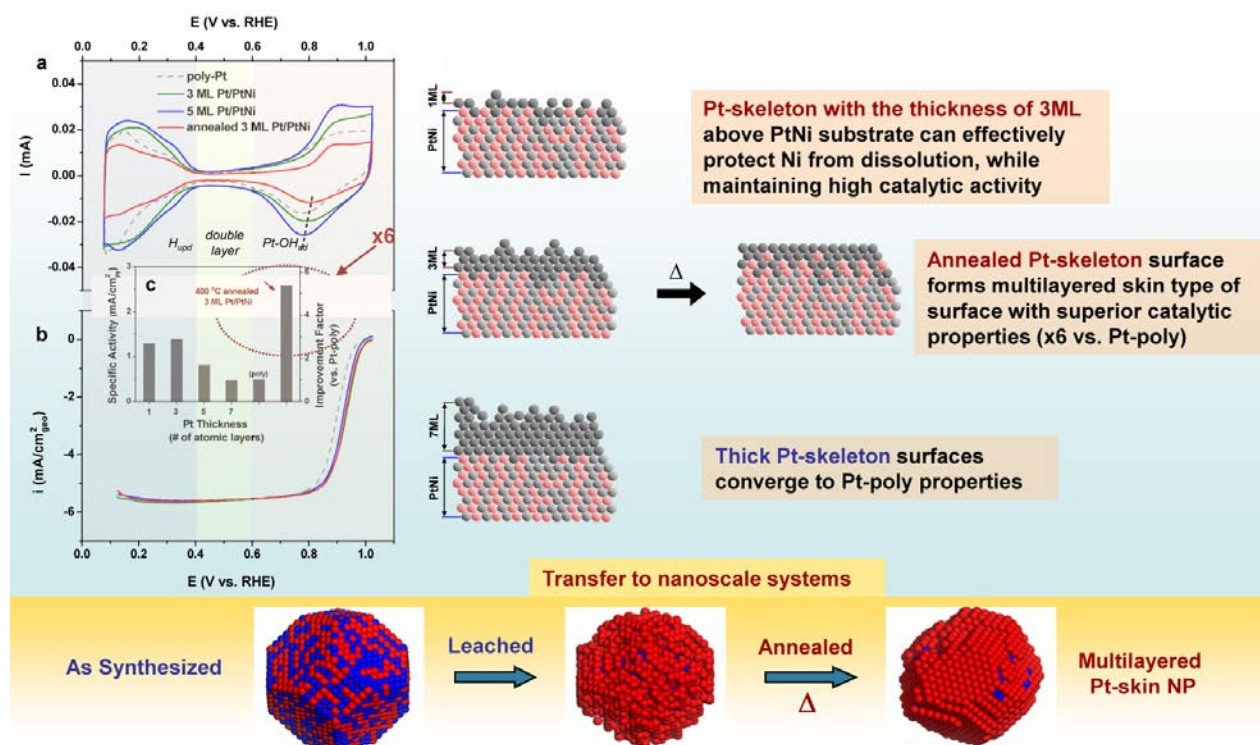 E (V vs. RHE)
0.0 0.2 0.4 0.6 0.8 1.0
a
poly-Pt
3 ML Pt/PtNi
5 ML Pt/PtNi
annealed 3 ML Pt/PtNi
I (mA)
0.04
0.02
0.00
-0.02
-0.04
Hupd
double
layer
Pt-OHad
x6
c
400 °C annealed
3 ML Pt/PtNi
Specific Activity (mA/cm²Pt)
3
2
1
0
(poly)
1 3 5 7
Pt Thickness
(# of atomic layers)
6
4
2
0
Improvement Factor
(vs. Pt-poly)
b
i (mA/cm²geo)
0
-2
-4
-6
0.0 0.2 0.4 0.6 0.8 1.0
E (V vs. RHE)
1ML
PtNi
Pt-skeleton with the thickness of 3ML
above PtNi substrate can effectively
protect Ni from dissolution, while
maintaining high catalytic activity
3ML
PtNi
Δ
Annealed Pt-skeleton surface
forms multilayered skin type of
surface with superior catalytic
properties (x6 vs. Pt-poly)
7ML
PtNi
Thick Pt-skeleton surfaces
converge to Pt-poly properties
Transfer to nanoscale systems
As Synthesized
Leached
Annealed
Δ
Multilayered
Pt-skin NP